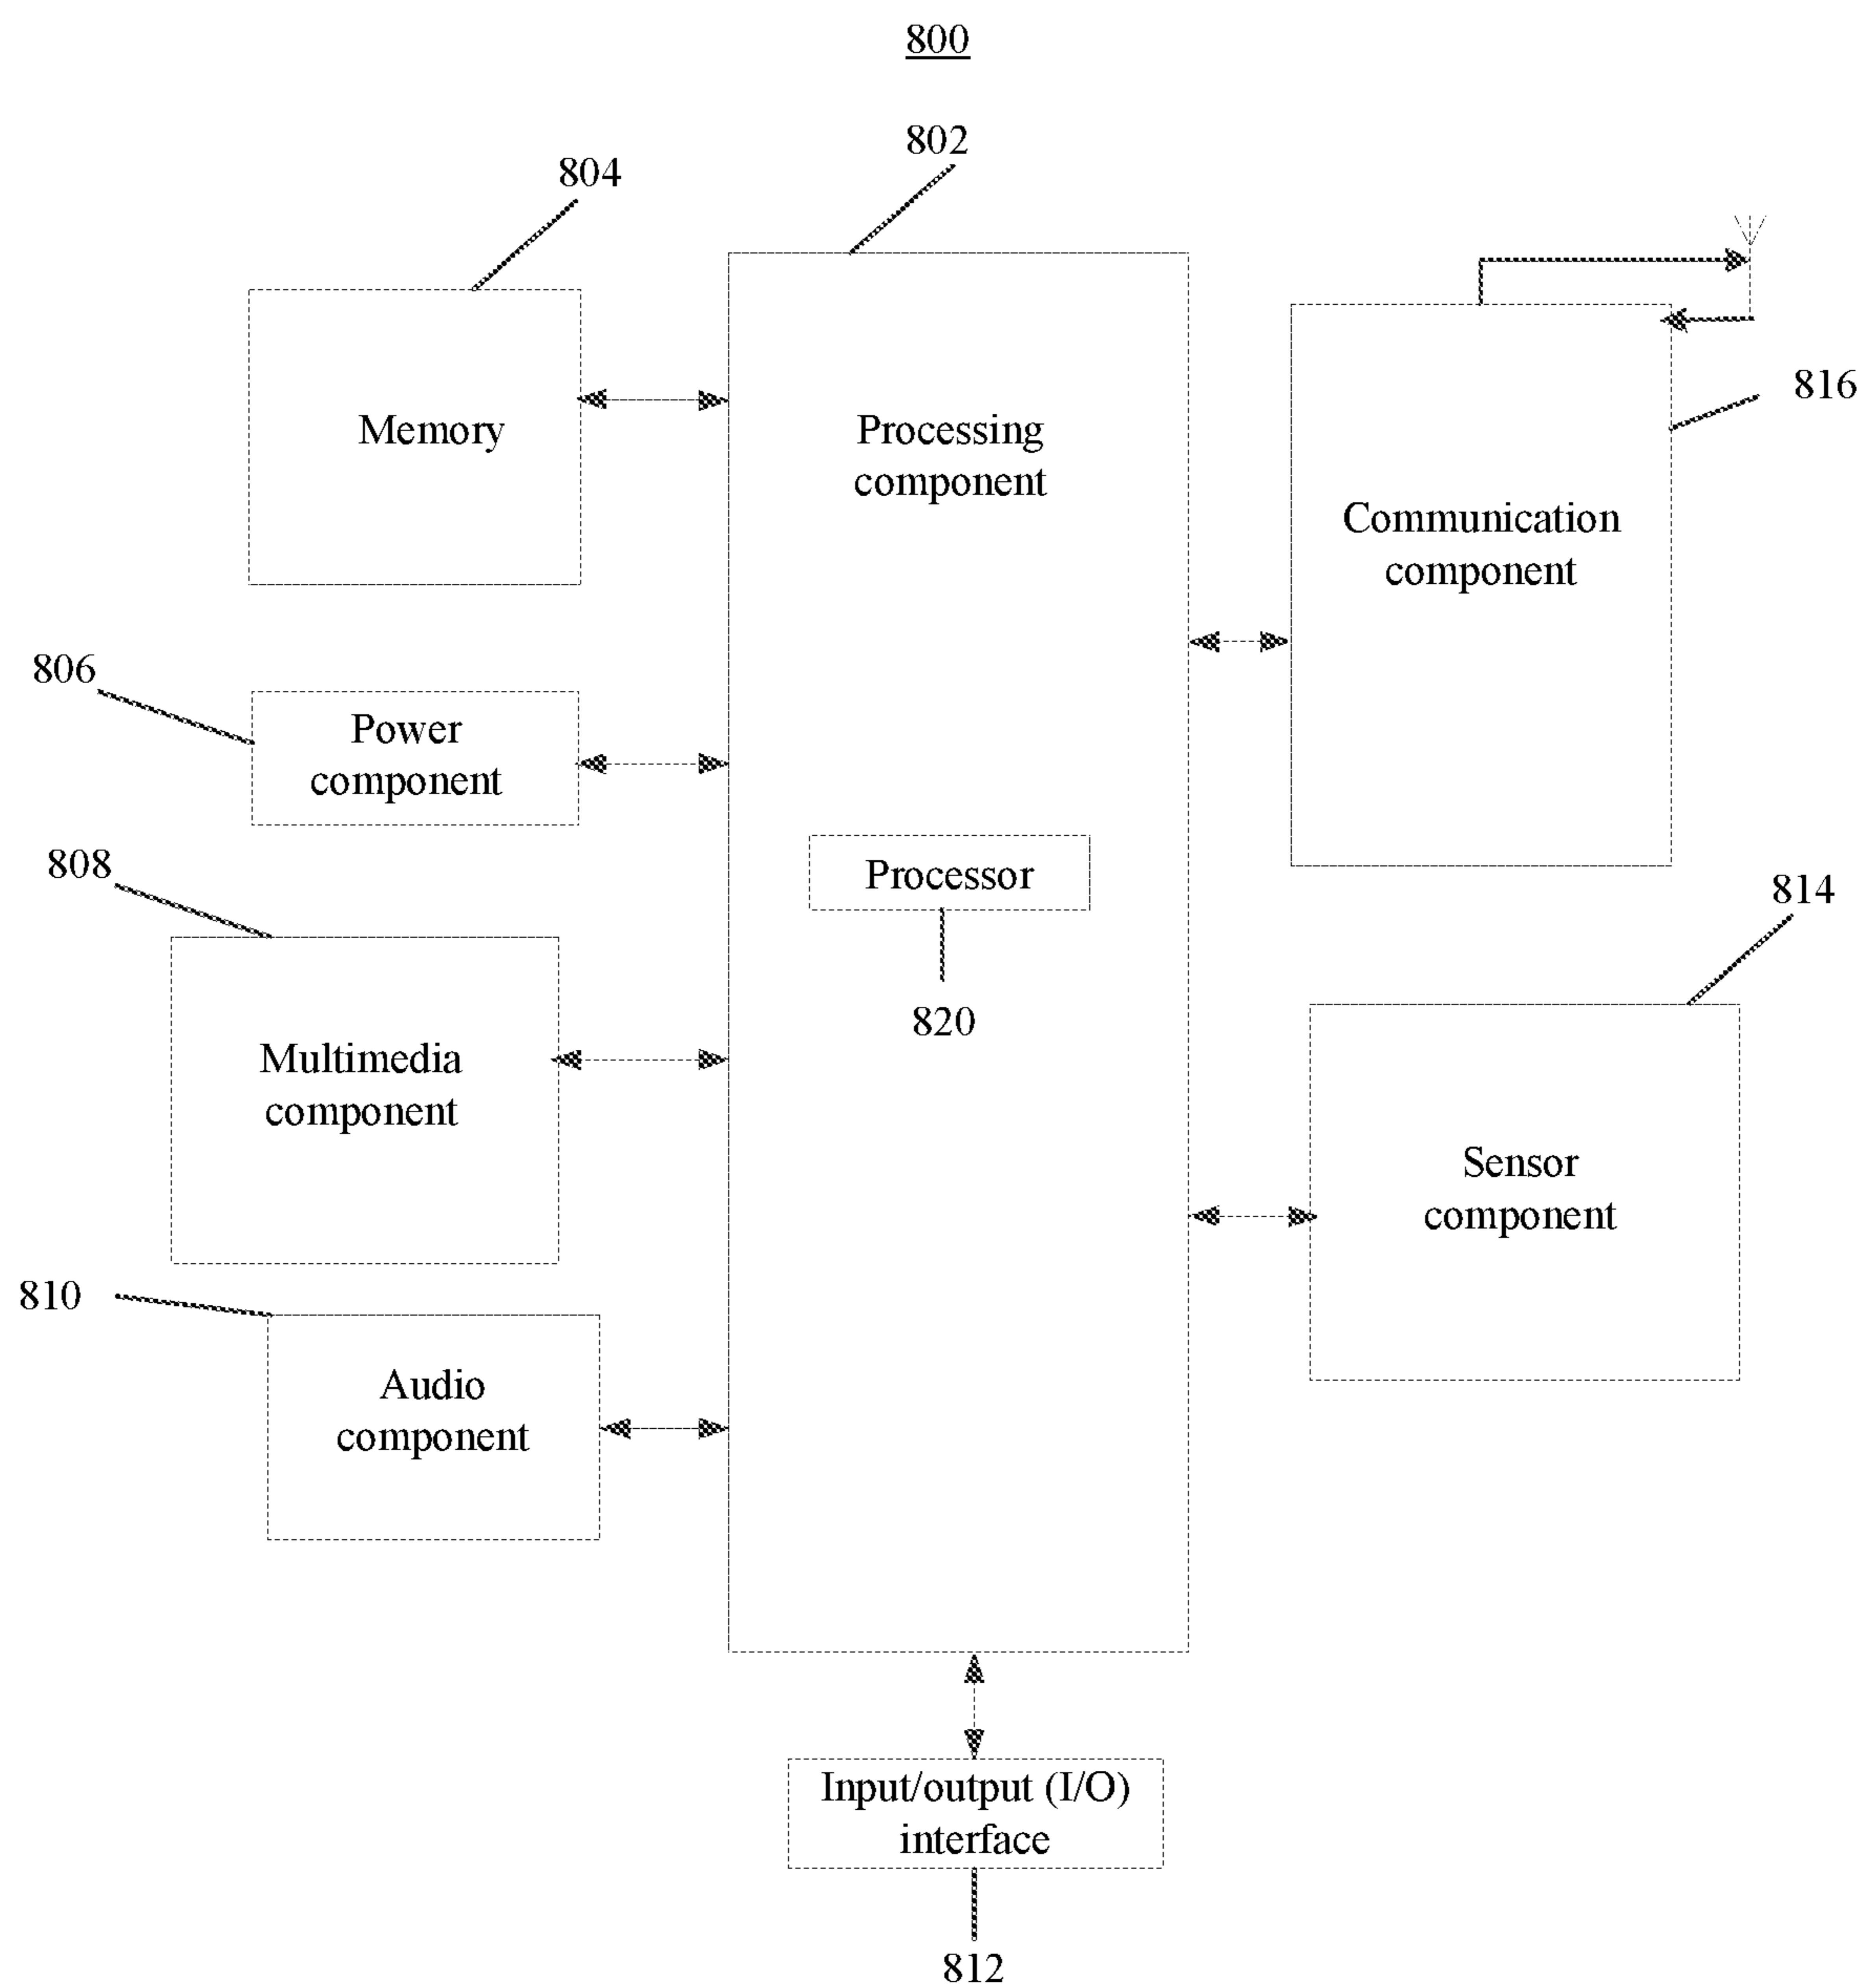 800
802
804
816
Memory
Processing
component
Communication
component
806
Power
component
808
Processor
814
820
Multimedia
component
Sensor
component
810
Audio
component
Input/output (I/O)
interface
812